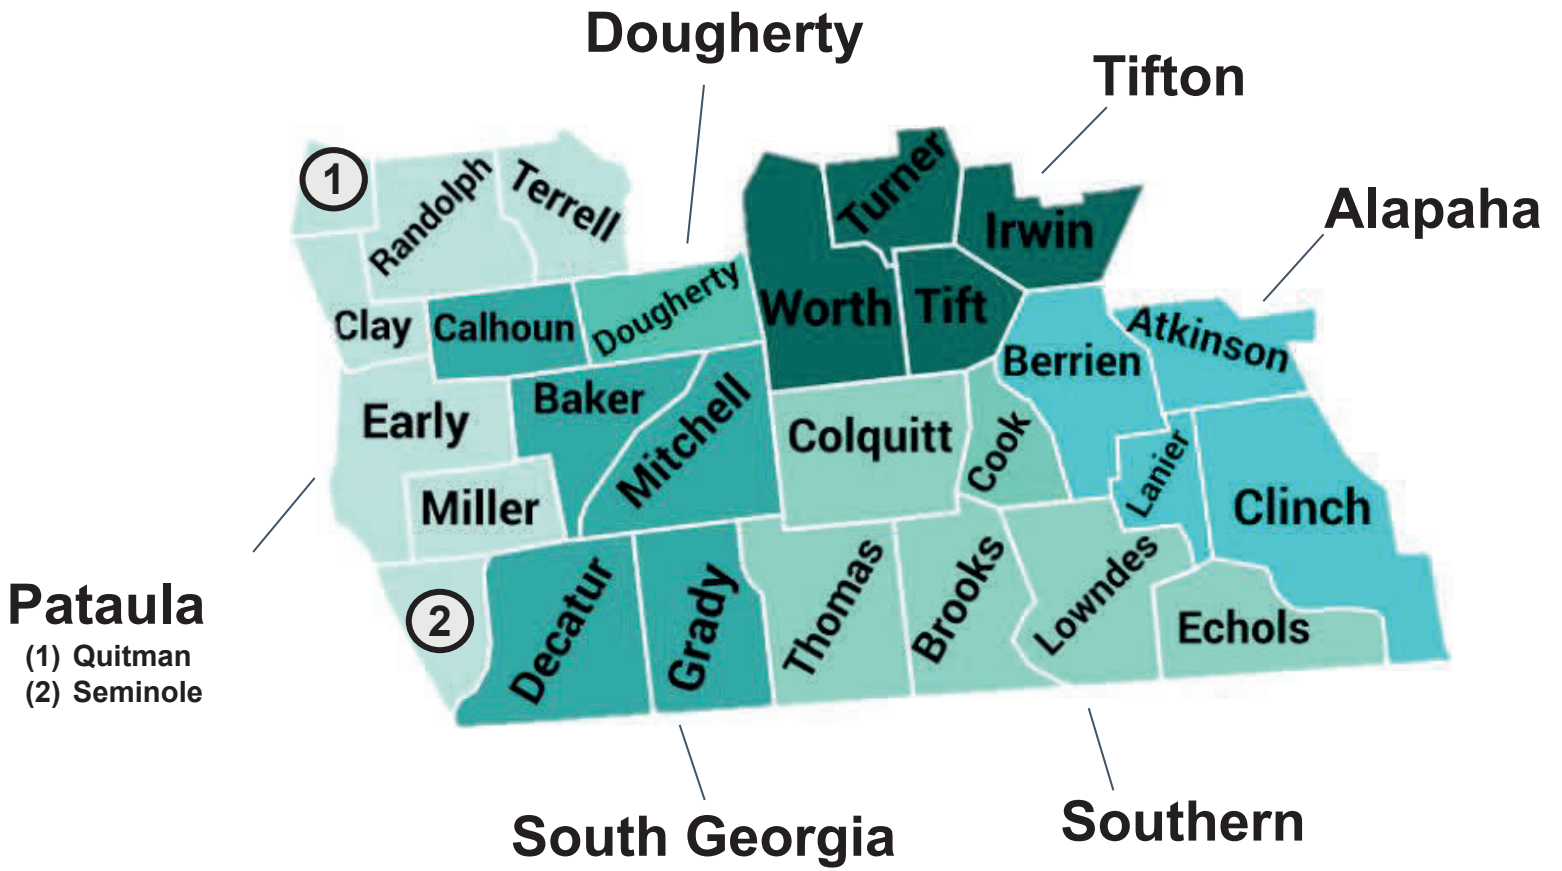 Dougherty
Tifton
Alapaha
1
Randolph
Terrell
Turner
Irwin
Clay
Calhoun
Dougherty
Worth
Tift
Berrien
Atkinson
Early
Baker
Mitchell
Colquitt
Cook
Lanier
Clinch
Miller
Pataula
(1) Quitman
(2) Seminole
2
Decatur
Grady
Thomas
Brooks
Lowndes
Echols
South Georgia
Southern